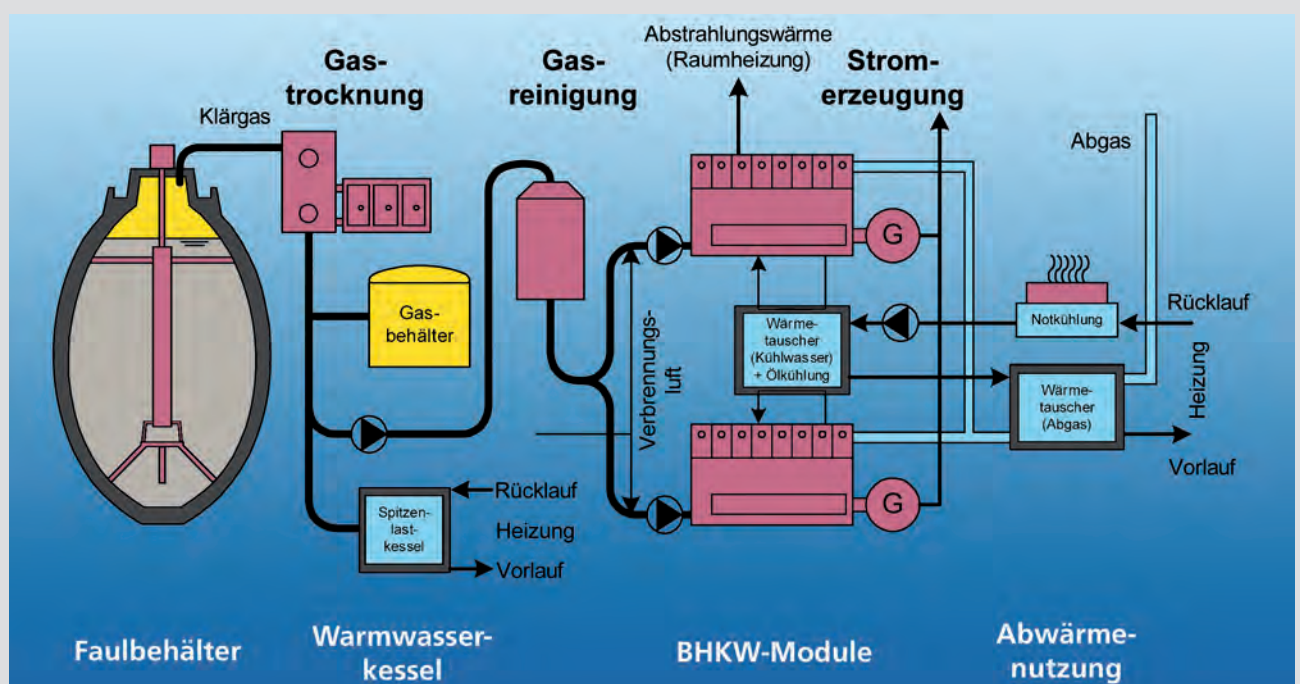 Gas-
trocknung
Gas-
reinigung
Abstrahlungswärme
(Raumheizung)
Strom-
erzeugung
Klärgas
Abgas
G
Gas-
behälter
Verbrennungs-
luft
Wärme-
tauscher
(Kühlwasser)
+ Ölkühlung
Notkühlung
Rücklauf
Heizung
Vorlauf
Wärme-
tauscher
(Abgas)
Spitzen-
last-
kessel
Rücklauf
Heizung
Vorlauf
G
Faulbehälter
Warmwasser-
kessel
BHKW-Module
Abwärme-
nutzung